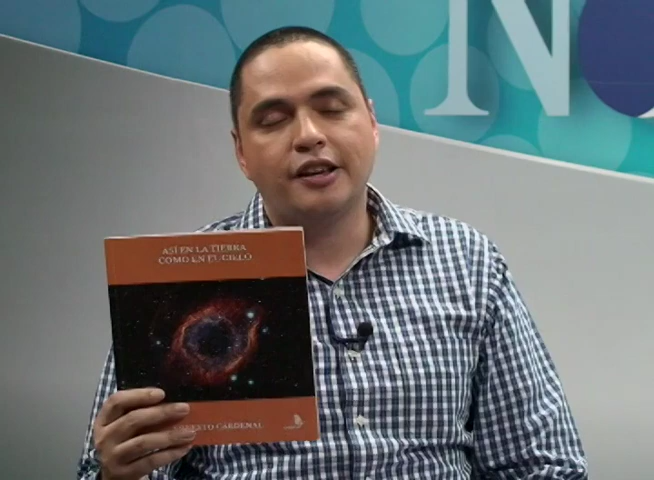 N
ASÍ EN LA TIERRA
COMO EN EL CIELO
CARDENAL